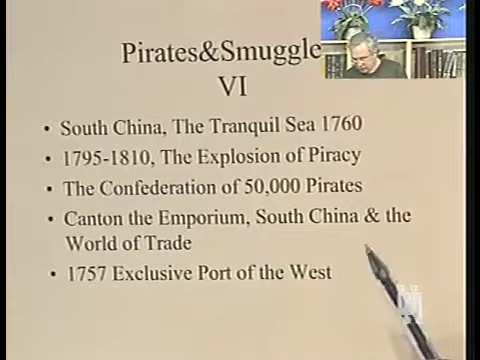 Pirates&Smuggle
VI
• South China, The Tranquil Sea 1760
• 1795-1810, The Explosion of Piracy
• The Confederation of 50,000 Pirates
• Canton the Emporium, South China & the
World of Trade
• 1757 Exclusive Port of the West